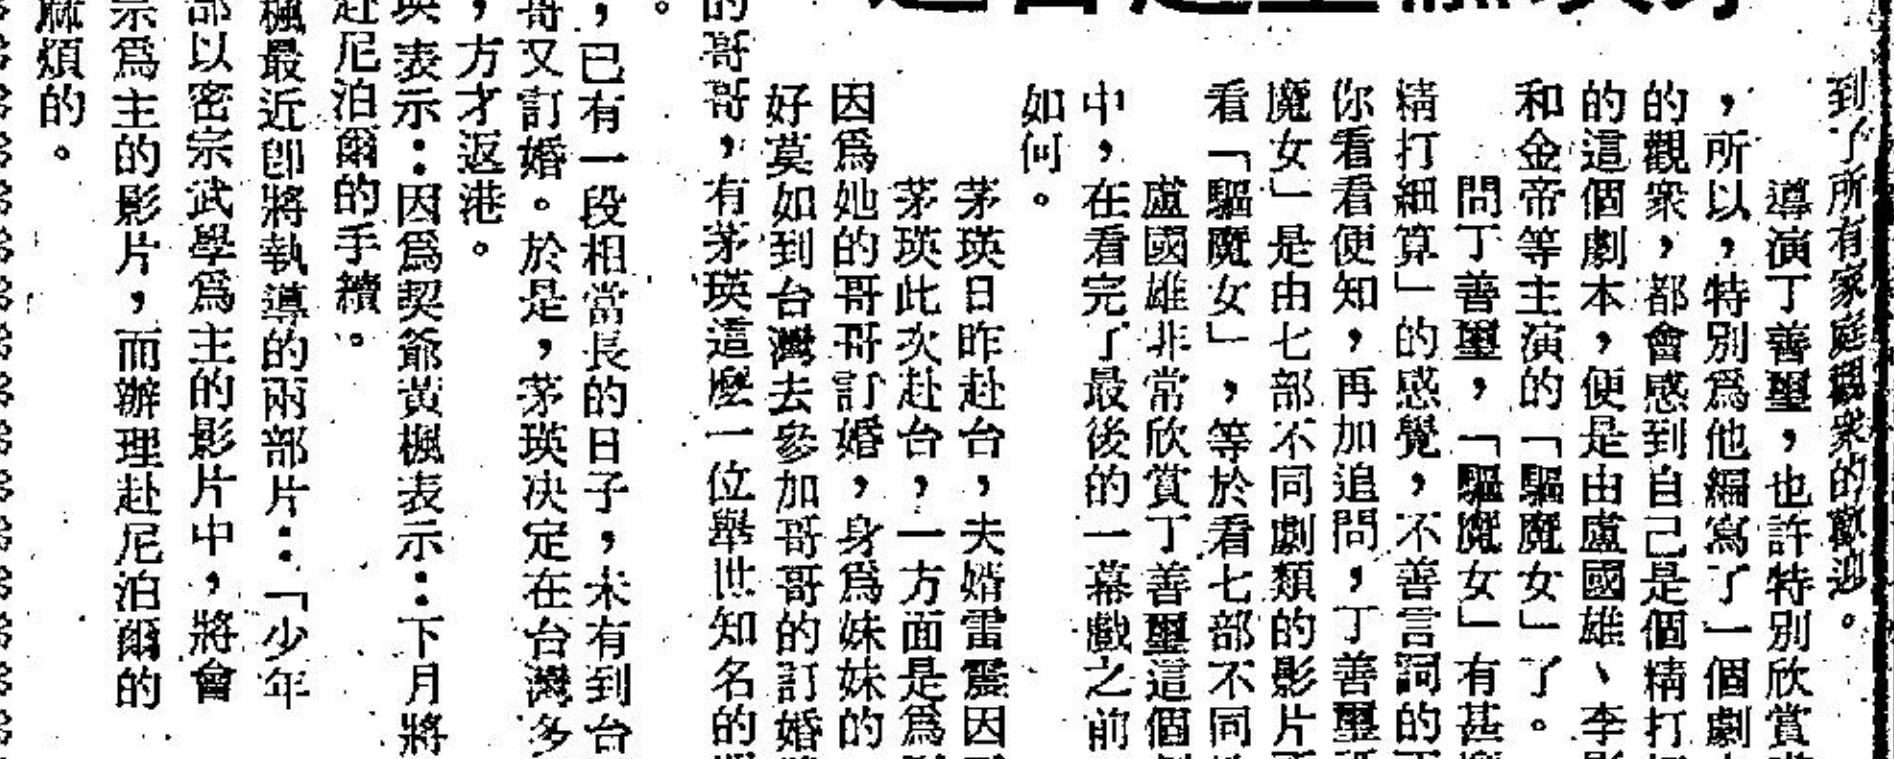 到了所有家庭觀衆的歡迎。
導演丁善璽,也許特別欣賞
,所以,特別爲他編寫了一個劇
的觀衆,都會感到自己是個精打
的這個劇本,便是由盧國雄、李
和金帝等主演的「驅魔女」了。
問丁善璽,「驅魔女」有甚
精打細算」的感覺,不善言詞的
你看看便知,再加追問,丁善璽
魔女」是由七部不同劇類的影片
看「驅魔女」,等於看七部不同
盧國雄非常欣賞丁善璽這個
中,在看完了最後的一幕戲之前
如何。
茅瑛日昨赴台,夫婿雷震因
茅瑛此次赴台,一方面是爲
因爲她的哥哥訂婚,身爲妹妹的
好莫如到台灣去參加哥哥的訂婚
的哥哥,有茅瑛這麽一位舉世知名的
。
,已有一段相當長的日子,未有到台
哥又訂婚。於是,茅瑛决定在台灣多
,方才返港。
瑛表示:因爲契爺黃楓表示:下月將
赴尼泊爾的手續。
楓最近卽將執導的兩部片:「少年
部以密宗武學爲主的影片中,將會
宗爲主的影片,而辦理赴尼泊爾的
麻煩的。